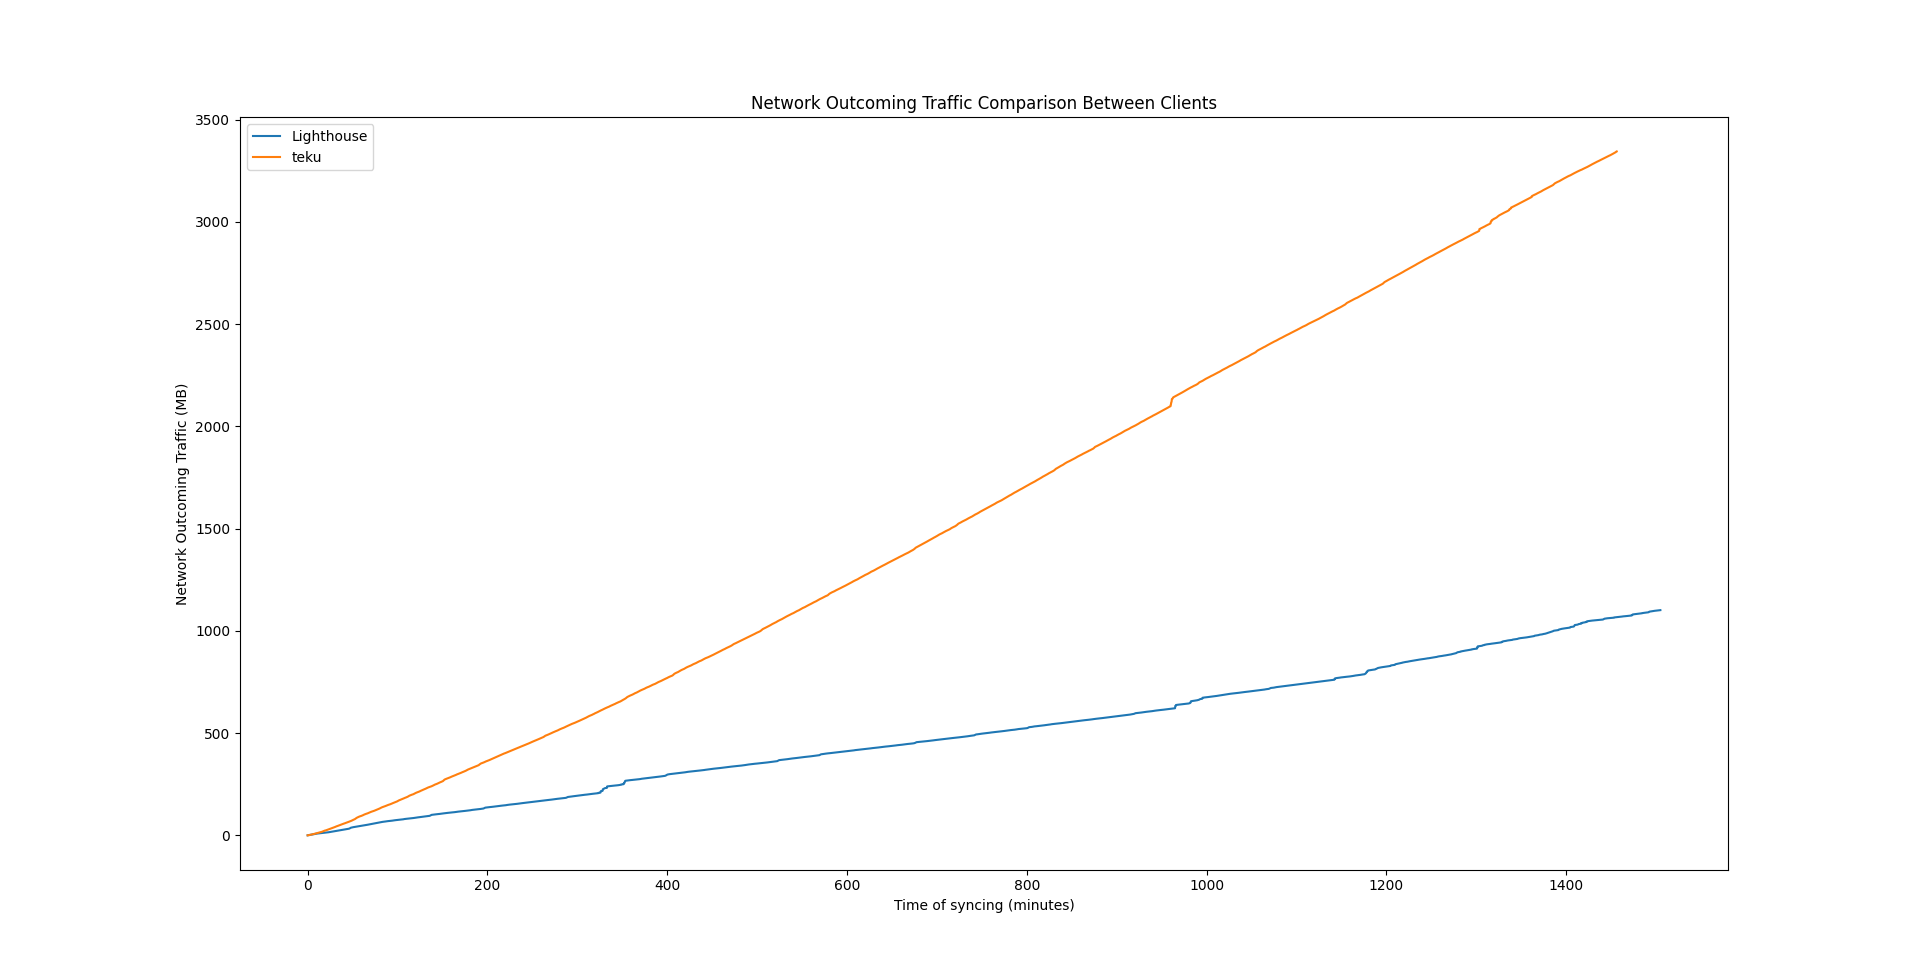 Network Outcoming Traffic Comparison Between Clients
Lighthouse
teku
Network Outcoming Traffic (MB)
3500
3000
2500
2000
1500
1000
500
0
0 200 400 600 800 1000 1200 1400
Time of syncing (minutes)